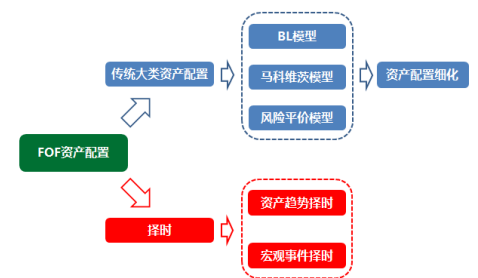 BL模型
传统大类资产配置
马科维茨模型
资产配置细化
风险平价模型
FOF资产配置
资产趋势择时
择时
宏观事件择时